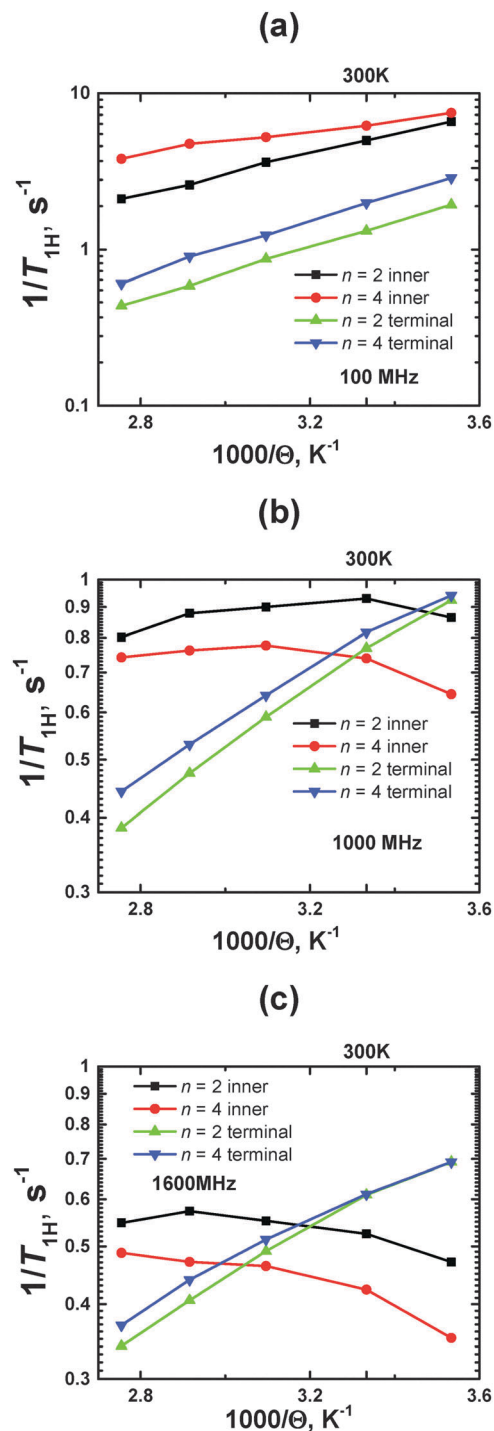 (a)
300K
10
1
0.1
1/T1H, s-1
n = 2 inner
n = 4 inner
n = 2 terminal
n = 4 terminal
100 MHz
2.8 3.2 3.6
1000/Θ, K-1
(b)
300K
1
0.9
0.8
0.7
0.6
0.5
0.4
0.3
1/T1H, s-1
n = 2 inner
n = 4 inner
n = 2 terminal
n = 4 terminal
1000 MHz
2.8 3.2 3.6
1000/Θ, K-1
(c)
300K
1
0.9
0.8
0.7
0.6
0.5
0.4
0.3
1/T1H, s-1
n = 2 inner
n = 4 inner
n = 2 terminal
n = 4 terminal
1600MHz
2.8 3.2 3.6
1000/Θ, K-1